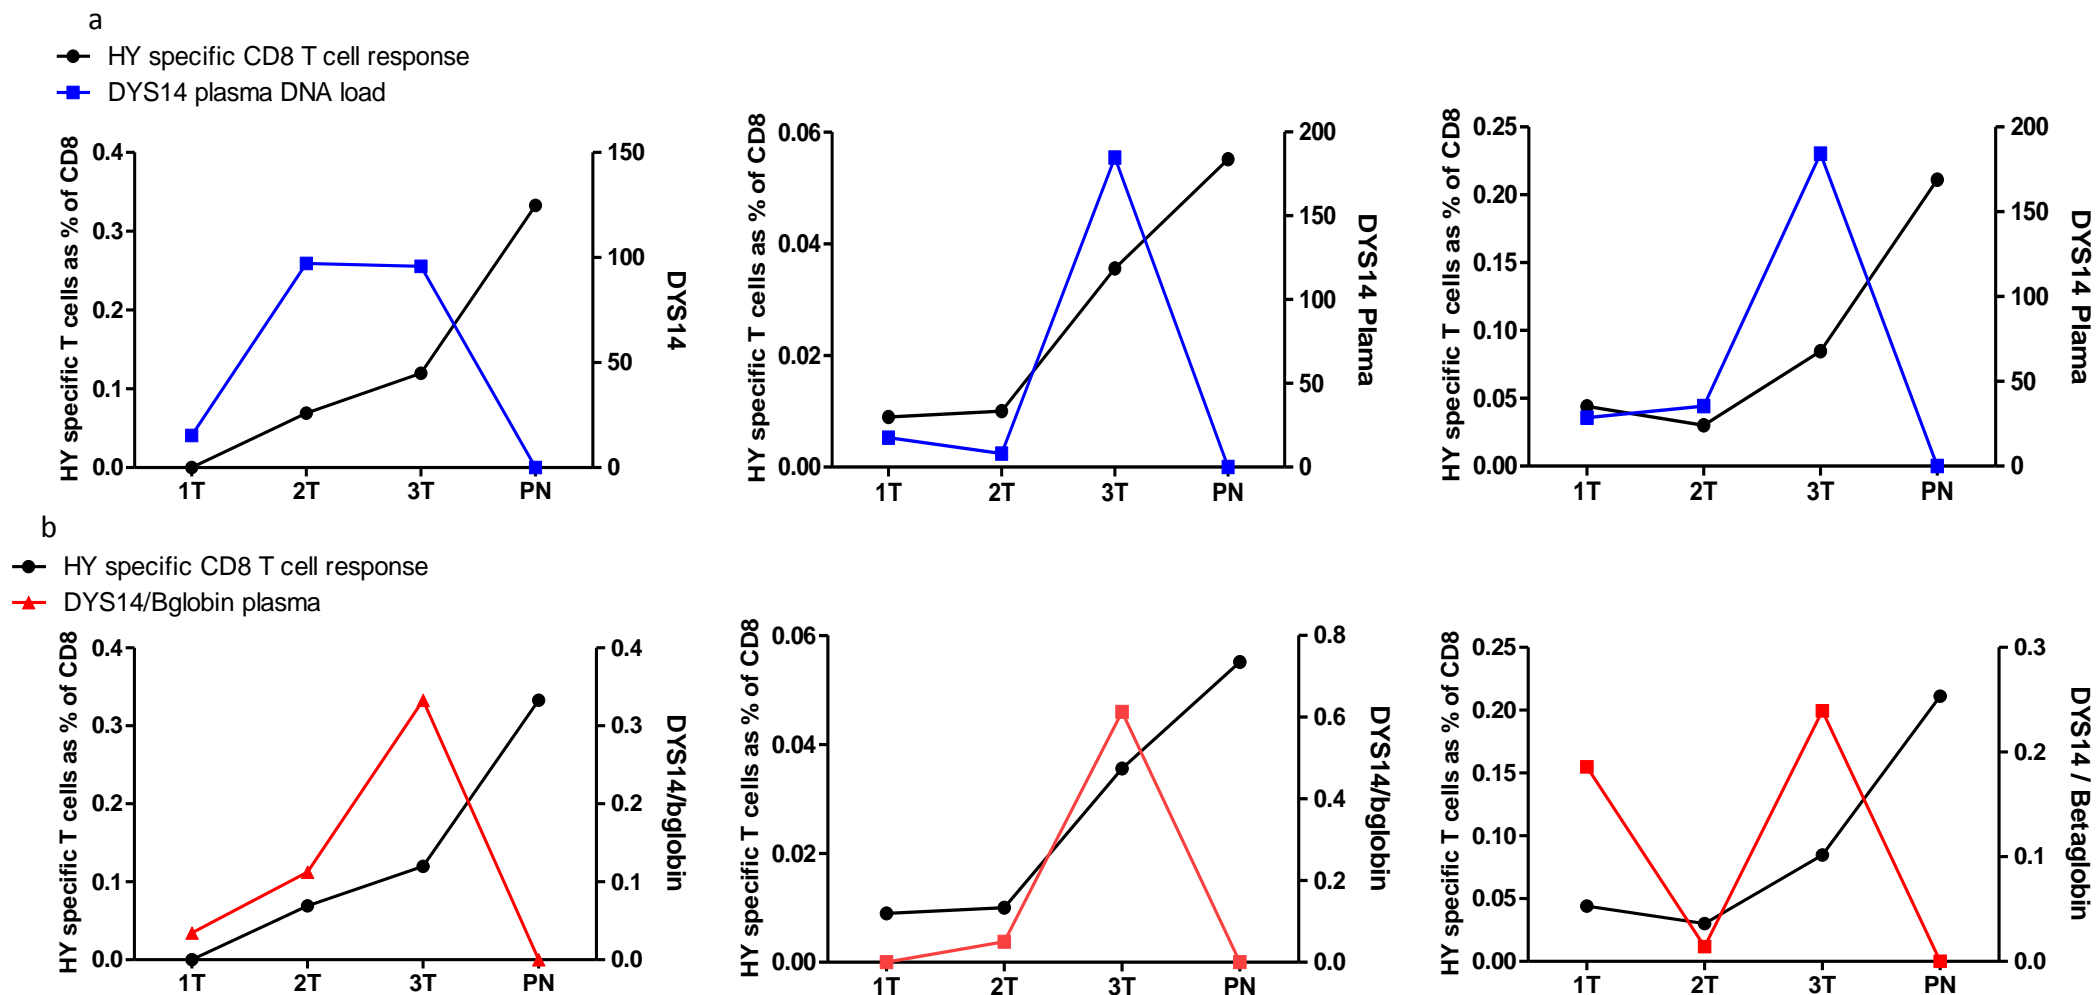 a
HY specific CD8 T cell response
DYS14 plasma DNA load
HY specific T cells as % of CD8
0.4
0.3
0.2
0.1
0.0
150
100
50
0
DYS14
1T 2T 3T PN
HY specific T cells as % of CD8
0.06
0.04
0.02
0.00
200
150
100
50
0
DYS14 Plama
1T 2T 3T PN
HY specific T cells as % of CD8
0.25
0.20
0.15
0.10
0.05
0.00
200
150
100
50
0
DYS14 Plama
1T 2T 3T PN
b
HY specific CD8 T cell response
DYS14/Bglobin plasma
HY specific T cells as % of CD8
0.4
0.3
0.2
0.1
0.0
0.4
0.3
0.2
0.1
0.0
DYS14/bglobin
1T 2T 3T PN
HY specific T cells as % of CD8
0.06
0.04
0.02
0.00
0.8
0.6
0.4
0.2
0.0
DYS14/bglobin
1T 2T 3T PN
HY specific T cells as % of CD8
0.25
0.20
0.15
0.10
0.05
0.00
0.3
0.2
0.1
0.0
DYS14 / Betaglobin
1T 2T 3T PN